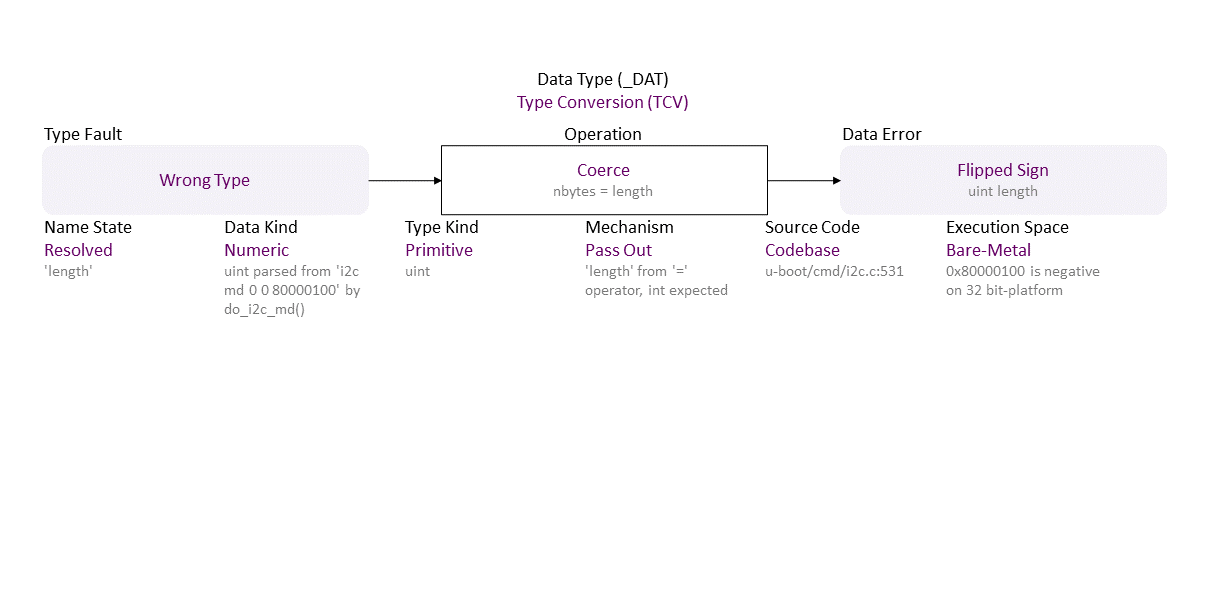 Data Type (_DAT)
Type Conversion (TCV)
Type Fault
Operation
Data Error
Wrong Type
Coerce
nbytes = length
Flipped Sign
uint length
Name State
Resolved
'length'
Data Kind
Numeric
uint parsed from 'i2c
md 0 0 80000100' by
do_i2c_md()
Type Kind
Primitive
uint
Mechanism
Pass Out
'length' from '='
operator, int expected
Source Code
Codebase
u-boot/cmd/i2c.c:531
Execution Space
Bare-Metal
0x80000100 is negative
on 32 bit-platform